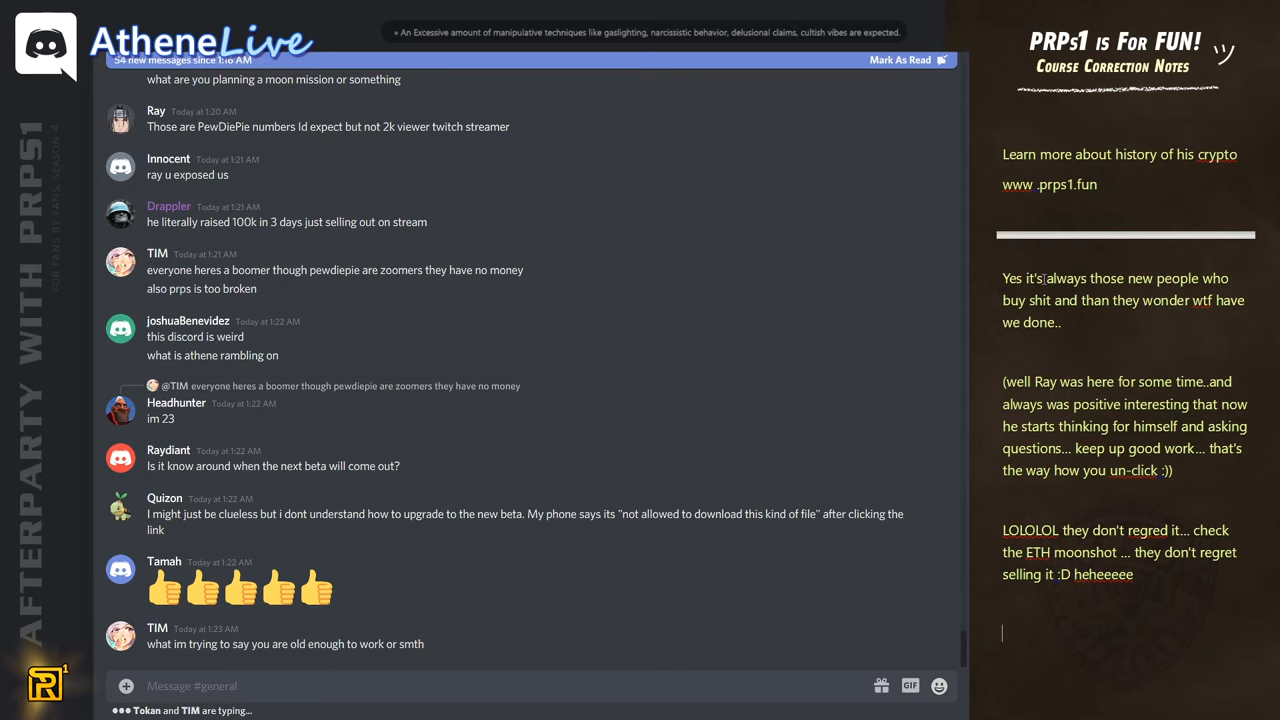 AtheneLive
» An Excessive amount of manipulative techniques like gaslighting, narcissistic behavior, delusional claims, cultish vibes are expected.
54 new messages since 1:16 AM
Mark As Read
what are you planning a moon mission or something
Ray Today at 1:20 AM
Those are PewDiePie numbers Id expect but not 2k viewer twitch streamer
Innocent Today at 1:21 AM
ray u exposed us
Drappler Today at 1:21 AM
he literally raised 100k in 3 days just selling out on stream
TIM Today at 1:21 AM
everyone heres a boomer though pewdiepie are zoomers they have no money
also prps is too broken
joshuaBenevidez Today at 1:22 AM
this discord is weird
what is athene rambling on
@TIM everyone heres a boomer though pewdiepie are zoomers they have no money
Headhunter Today at 1:22 AM
im 23
Raydiant Today at 1:22 AM
Is it know around when the next beta will come out?
Quizon Today at 1:22 AM
I might just be clueless but i dont understand how to upgrade to the new beta. My phone says its "not allowed to download this kind of file" after clicking the
link
Tamah Today at 1:22 AM
TIM Today at 1:23 AM
what im trying to say you are old enough to work or smth
Message #general
GIF
Tokan and TIM are typing...
AFTERPARTY WITH PRPS1
FOR FANS BY FANS, SEASON 4
1
PRPs1 is For FUN!
Course Correction Notes
ツ
Learn more about history of his crypto
www .prps1.fun
Yes it's always those new people who
buy shit and than they wonder wtf have
we done..
(well Ray was here for some time..and
always was positive interesting that now
he starts thinking for himself and asking
questions... keep up good work... that's
the way how you un-click :))
LOLOLOL they don't regred it... check
the ETH moonshot ... they don't regret
selling it :D heheeeee